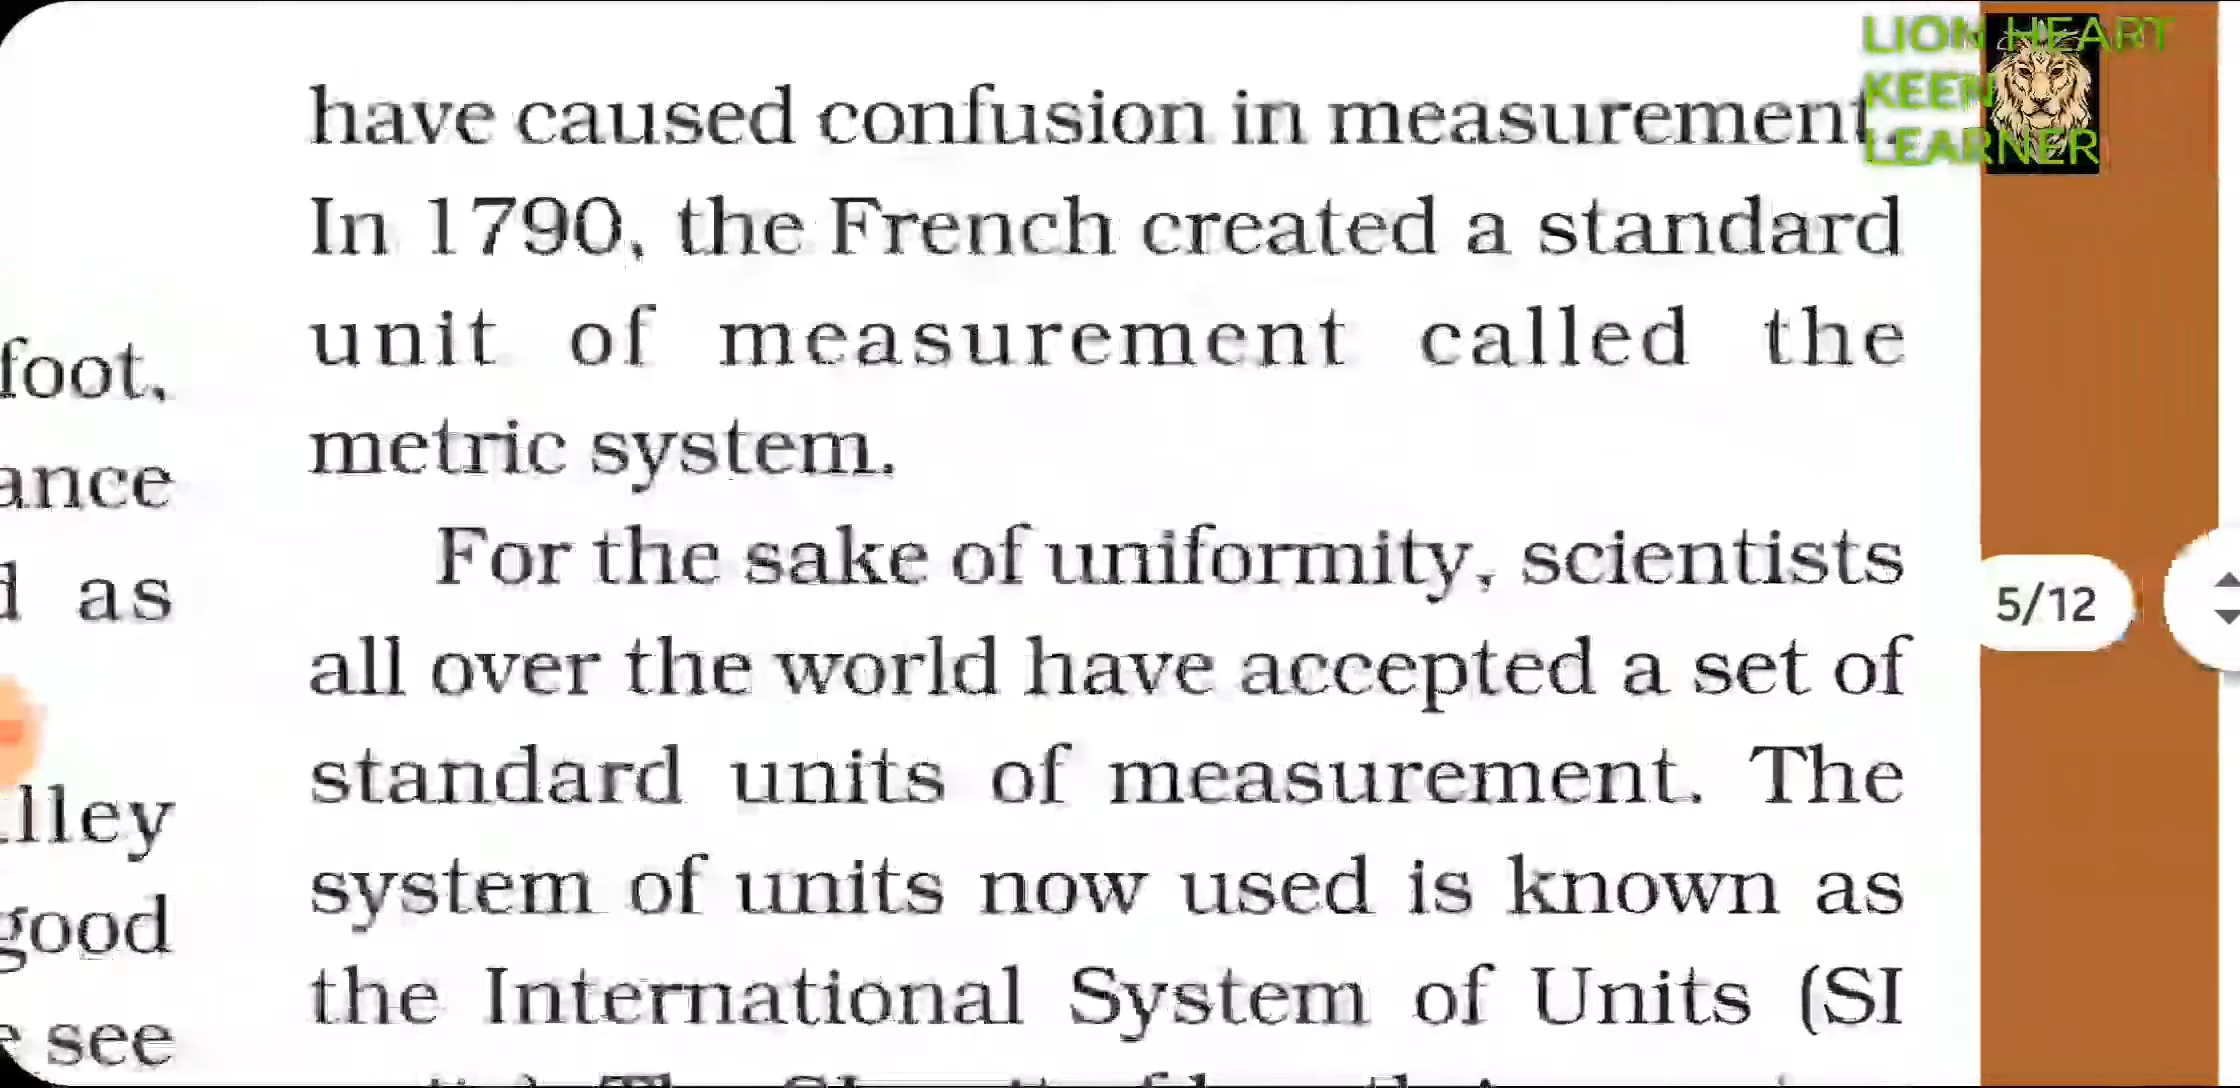 foot,
ance
as
lley
good
see
have caused confusion in measurement.
In 1790, the French created a standard
unit of measurement called the
metric system.
For the sake of uniformity, scientists
all over the world have accepted a set of
standard units of measurement. The
system of units now used is known as
the International System of Units (SI
LION HEART
KEEN
LEARNER
5/12